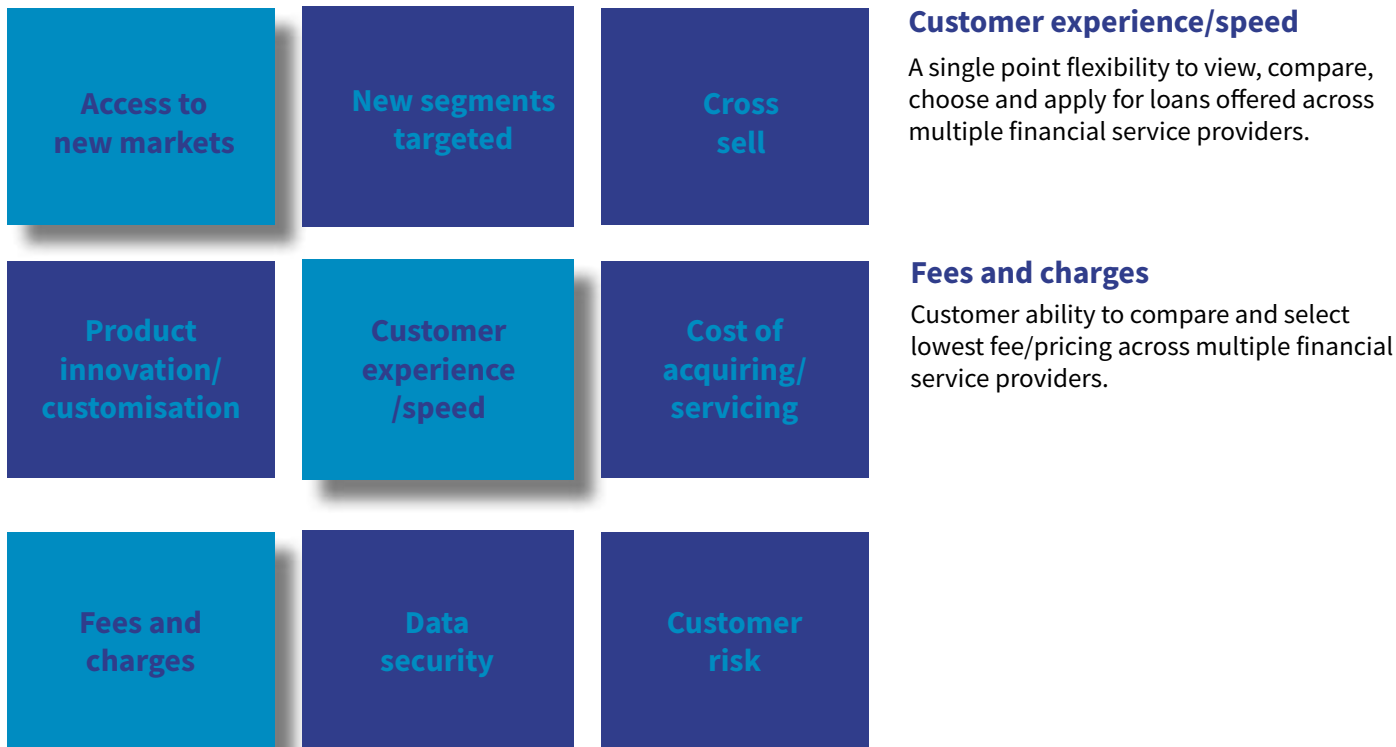 Access to
new markets
New segments
targeted
Cross
sell
Product
innovation/
customisation
Customer
experience
/speed
Cost of
acquiring/
servicing
Fees and
charges
Data
security
Customer
risk
Customer experience/speed
A single point flexibility to view, compare,
choose and apply for loans offered across
multiple financial service providers.
Fees and charges
Customer ability to compare and select
lowest fee/pricing across multiple financial
service providers.